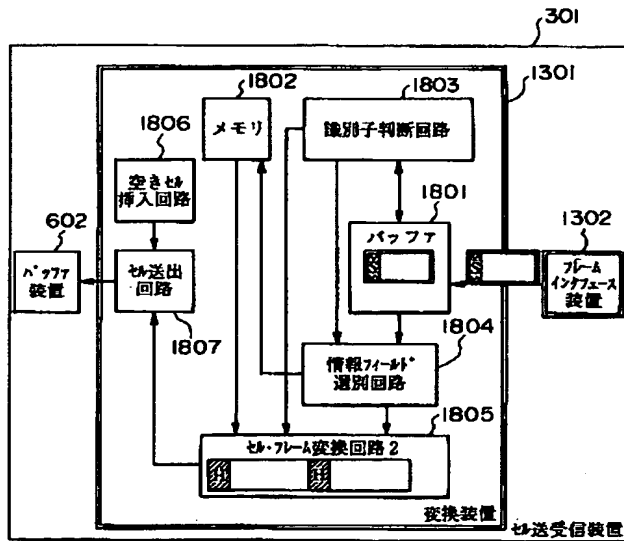 301
1301
1802
メモリ
1803
識別子判断回路
1806
空きセル
挿入回路
1801
バッファ
1302
フレーム
インタフェース
装置
602
バッファ
装置
セル送出
回路
1807
1804
情報フィールド
選別回路
1805
セル・フレーム変換回路2
H
H
変換装置
セル送受信装置